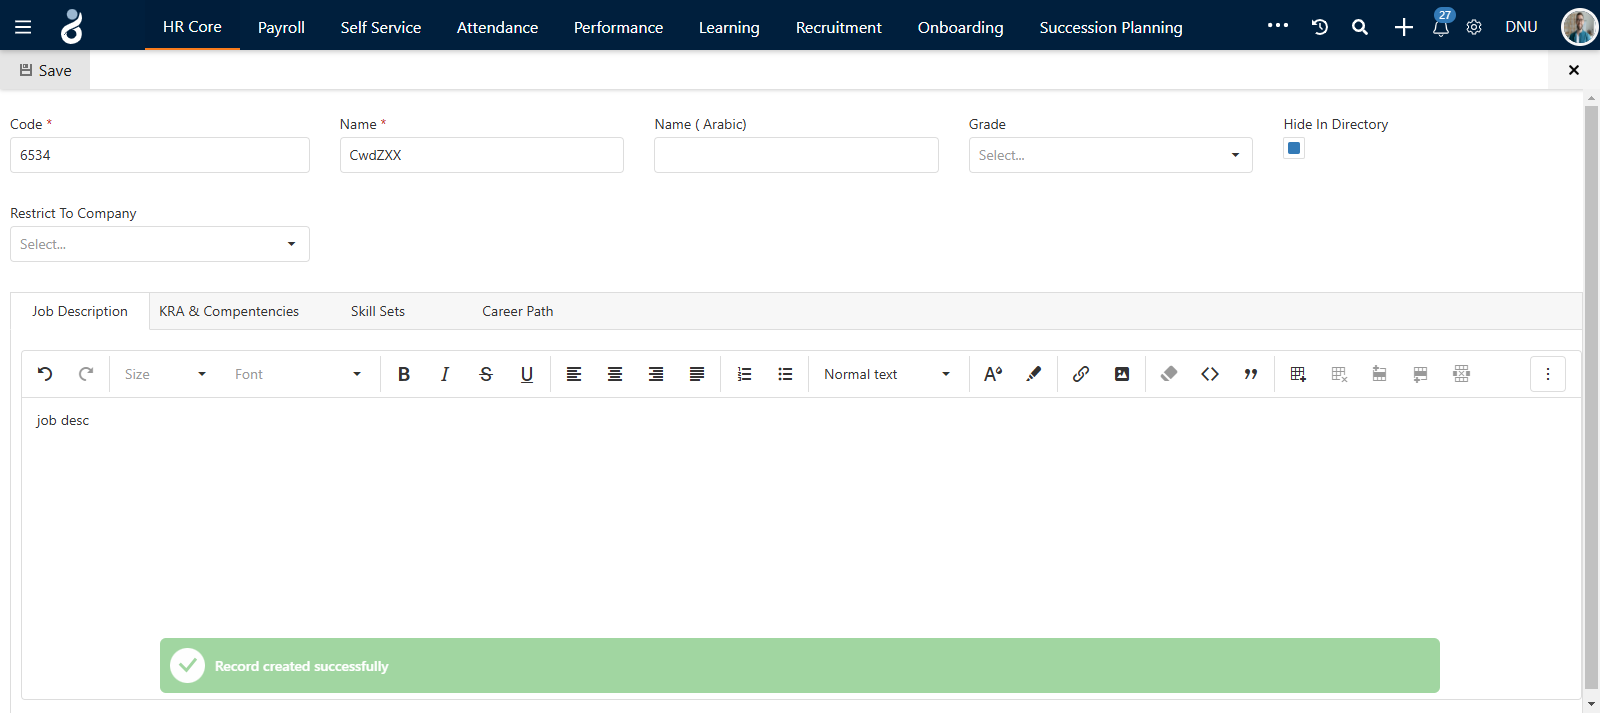 HR Core Payroll Self Service Attendance Performance Learning Recruitment Onboarding Succession Planning 27 DNU
Save
Code * Name * Name ( Arabic) Grade Hide In Directory
6534 CwdZXX Select...
Restrict To Company
Select...
Job Description KRA & Compentencies Skill Sets Career Path
Size Font B I S U Normal text
job desc
Record created successfully